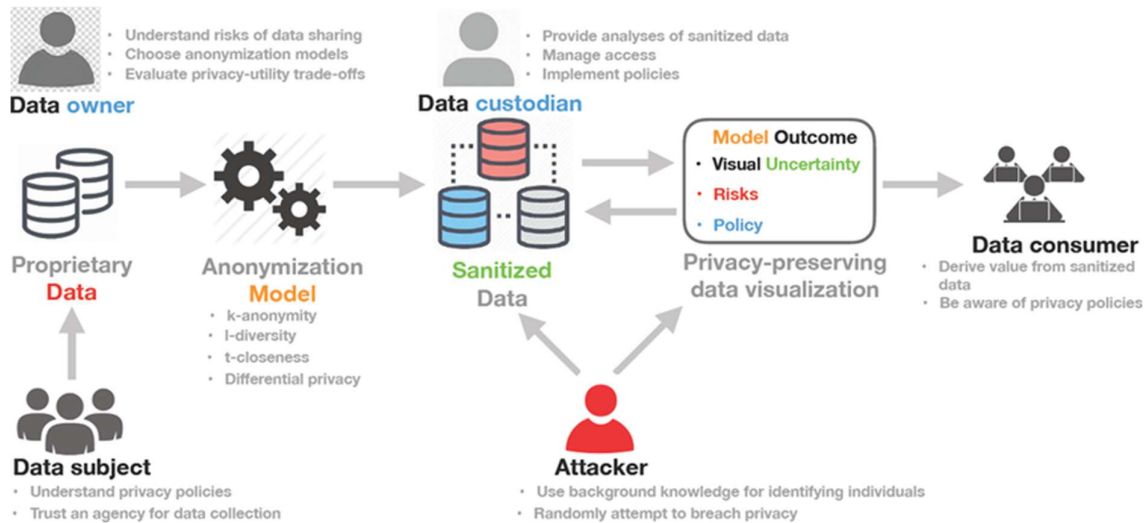 • Understand risks of data sharing
• Choose anonymization models
• Evaluate privacy-utility trade-offs
Data owner
• Provide analyses of sanitized data
• Manage access
• Implement policies
Data custodian
Proprietary
Data
Anonymization
Model
• k-anonymity
• l-diversity
• t-closeness
• Differential privacy
Sanitized
Data
Model Outcome
• Visual Uncertainty
• Risks
• Policy
Privacy-preserving
data visualization
Data consumer
• Derive value from sanitized
data
• Be aware of privacy policies
Data subject
• Understand privacy policies
• Trust an agency for data collection
Attacker
• Use background knowledge for identifying individuals
• Randomly attempt to breach privacy